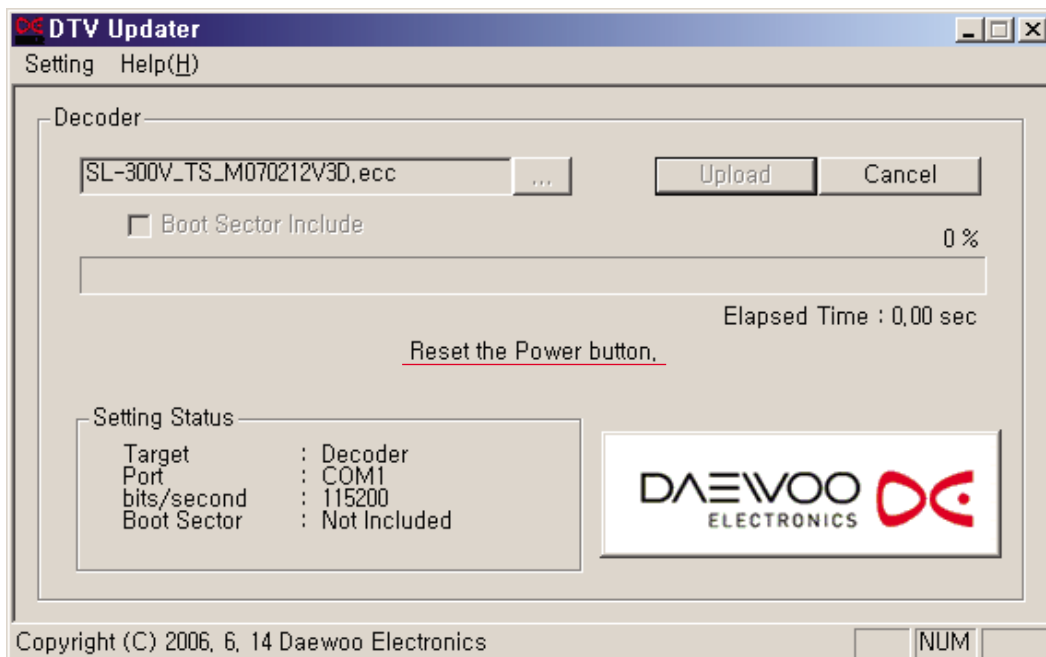 DTV Updater
Setting Help(H)
Decoder
SL-300V_TS_M070212V3D,ecc ... Upload Cancel
Boot Sector Include
0 %
Elapsed Time : 0,00 sec
Reset the Power button,
Setting Status
Target : Decoder
Port : COM1
bits/second : 115200
Boot Sector : Not Included
DAEWOO
ELECTRONICS
Copyright (C) 2006, 6, 14 Daewoo Electronics NUM